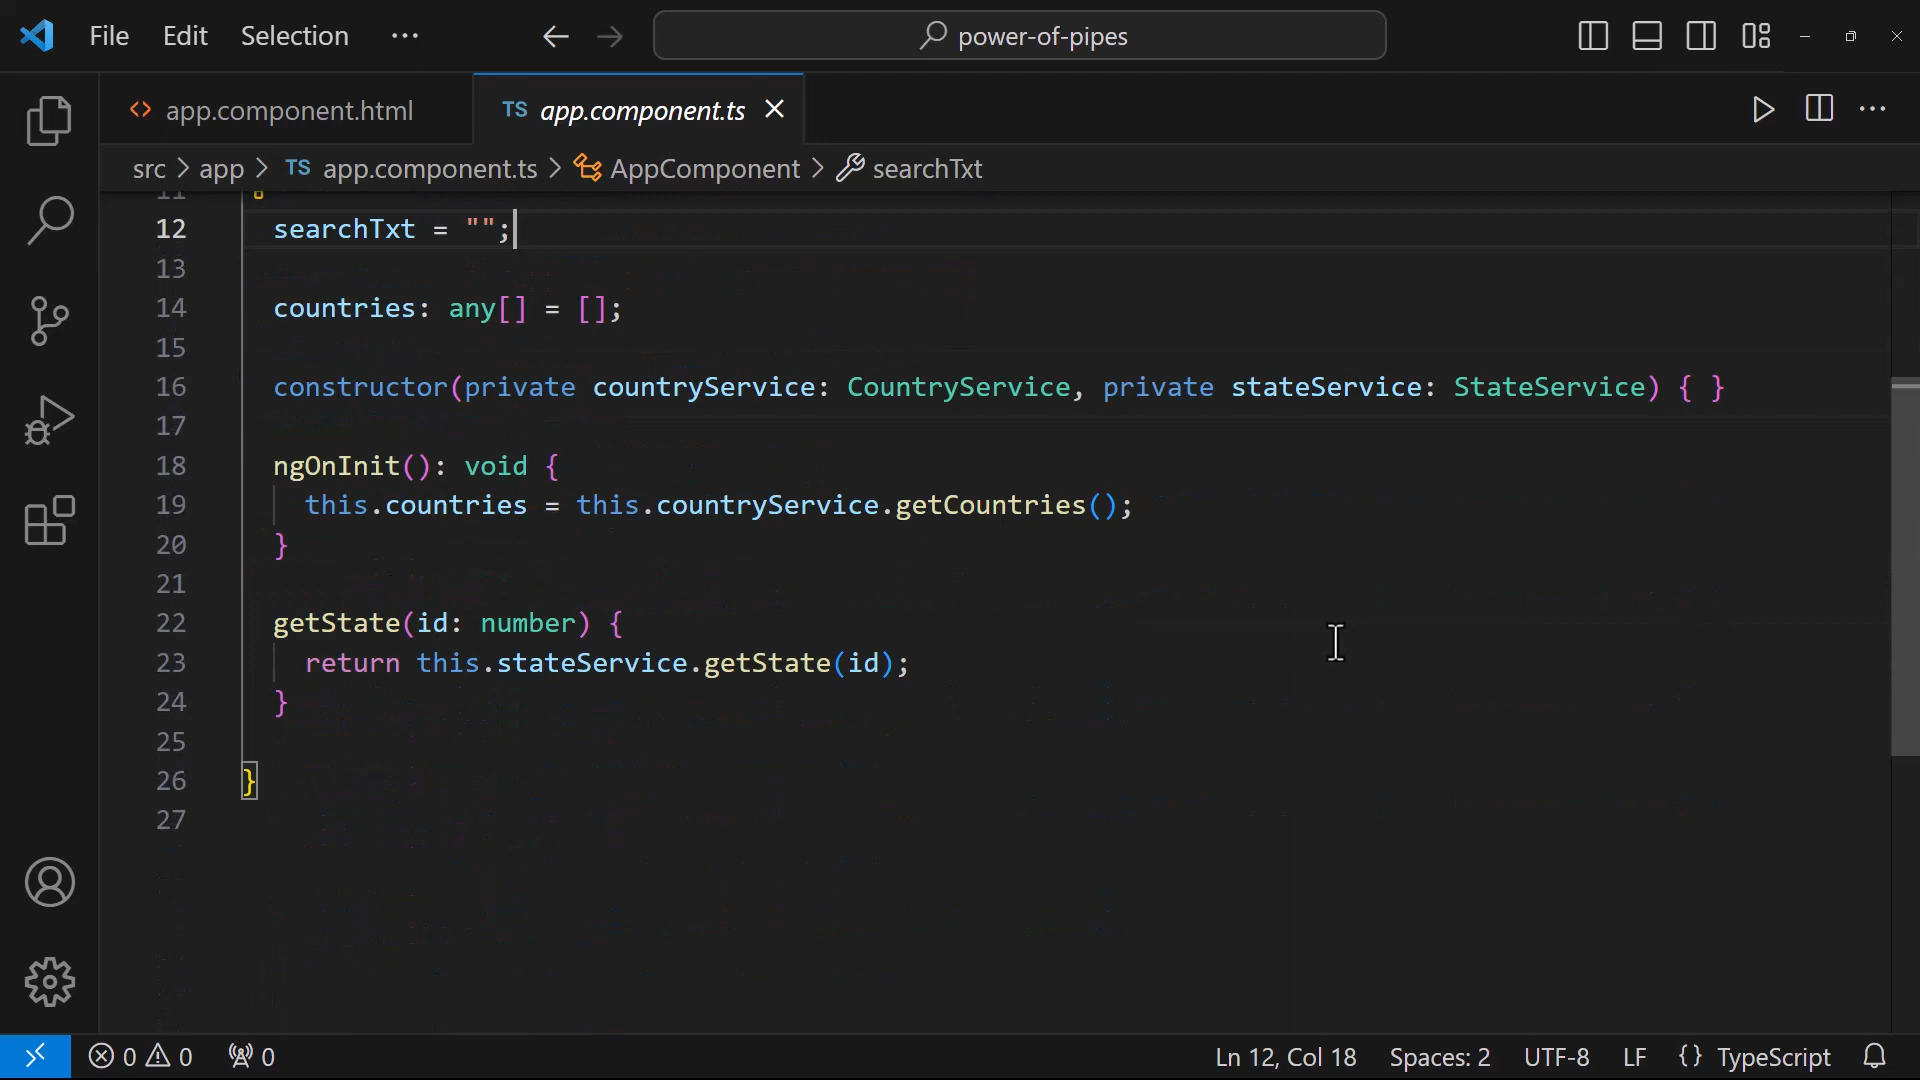 File Edit Selection ··· power-of-pipes
<> app.component.html TS app.component.ts
src > app > TS app.component.ts > AppComponent > searchTxt
11
12 searchTxt = "";
13
14 countries: any[] = [];
15
16 constructor(private countryService: CountryService, private stateService: StateService) { }
17
18 ngOnInit(): void {
19 this.countries = this.countryService.getCountries();
20 }
21
22 getState(id: number) {
23 return this.stateService.getState(id);
24 }
25
26 }
27
0 0 0 Ln 12, Col 18 Spaces: 2 UTF-8 LF {} TypeScript